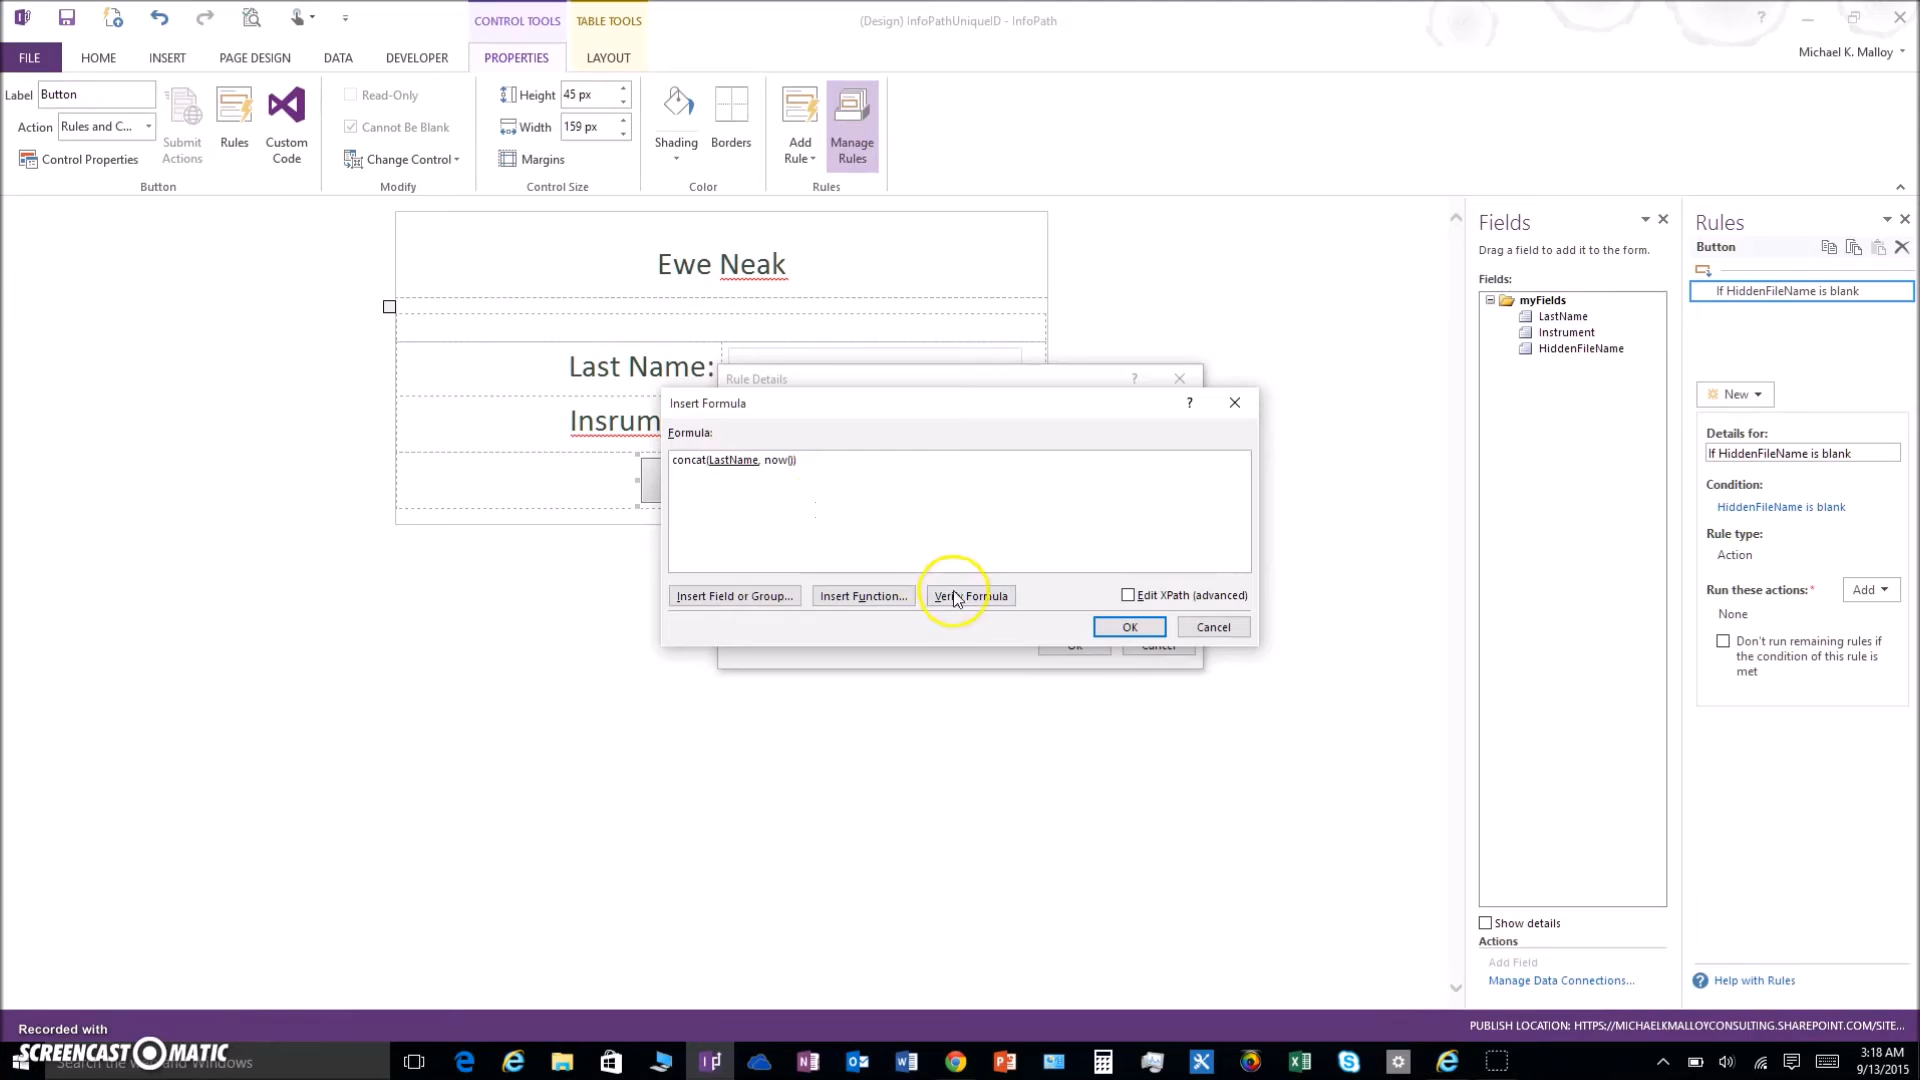 CONTROL TOOLS
TABLE TOOLS
(Design) InfoPathUniqueID - InfoPath
FILE
HOME
INSERT
PAGE DESIGN
DATA
DEVELOPER
PROPERTIES
LAYOUT
Michael K. Malloy
Label
Button
Action
Rules and C...
Control Properties
Submit
Actions
Rules
Custom
Code
Button
Read-Only
Cannot Be Blank
Change Control
Modify
Height
45 px
Width
159 px
Margins
Control Size
Shading
Borders
Color
Add
Rule
Manage
Rules
Rules
Ewe Neak
Last Name:
Insrum
Rule Details
?
Insert Formula
?
Formula:
concat(LastName, now())
Insert Field or Group...
Insert Function...
Verify Formula
Edit XPath (advanced)
OK
Cancel
OK
Cancel
Fields
Drag a field to add it to the form.
Fields:
myFields
LastName
Instrument
HiddenFileName
Show details
Actions
Add Field
Manage Data Connections...
Rules
Button
If HiddenFileName is blank
New
Details for:
If HiddenFileName is blank
Condition:
HiddenFileName is blank
Rule type:
Action
Run these actions:*
Add
None
Don't run remaining rules if
the condition of this rule is
met
Help with Rules
PUBLISH LOCATION: HTTPS://MICHAELKMALLOYCONSULTING.SHAREPOINT.COM/SITE...
Recorded with
SCREENCAST MATIC
Search the web and Windows
3:18 AM
9/13/2015